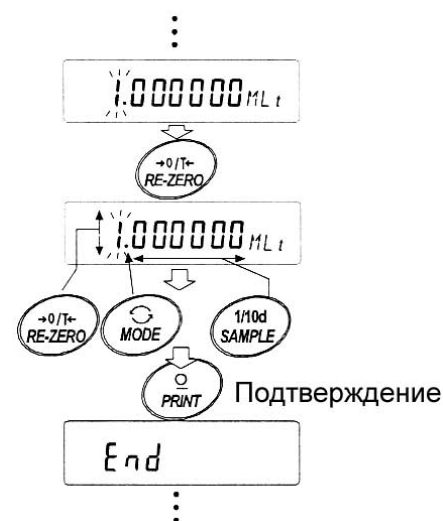 1.000000 MLt
→0/T←
RE-ZERO
1.000000 MLt
→0/T←
RE-ZERO
MODE
1/10d
SAMPLE
PRINT
Подтверждение
End